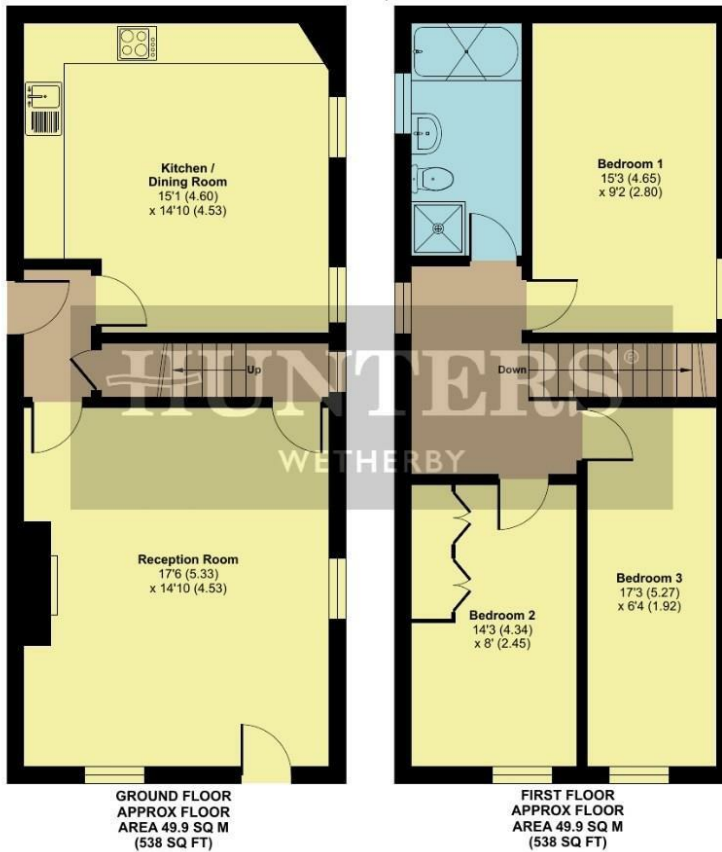 Kitchen /
Dining Room
15'1 (4.60)
x 14'10 (4.53)
Up
Reception Room
17'6 (5.33)
x 14'10 (4.53)
GROUND FLOOR
APPROX FLOOR
AREA 49.9 SQ M
(538 SQ FT)
Bedroom 1
15'3 (4.65)
x 9'2 (2.80)
Down
Bedroom 2
14'3 (4.34)
x 8' (2.45)
Bedroom 3
17'3 (5.27)
x 6'4 (1.92)
FIRST FLOOR
APPROX FLOOR
AREA 49.9 SQ M
(538 SQ FT)
HUNTERS®
WETHERBY